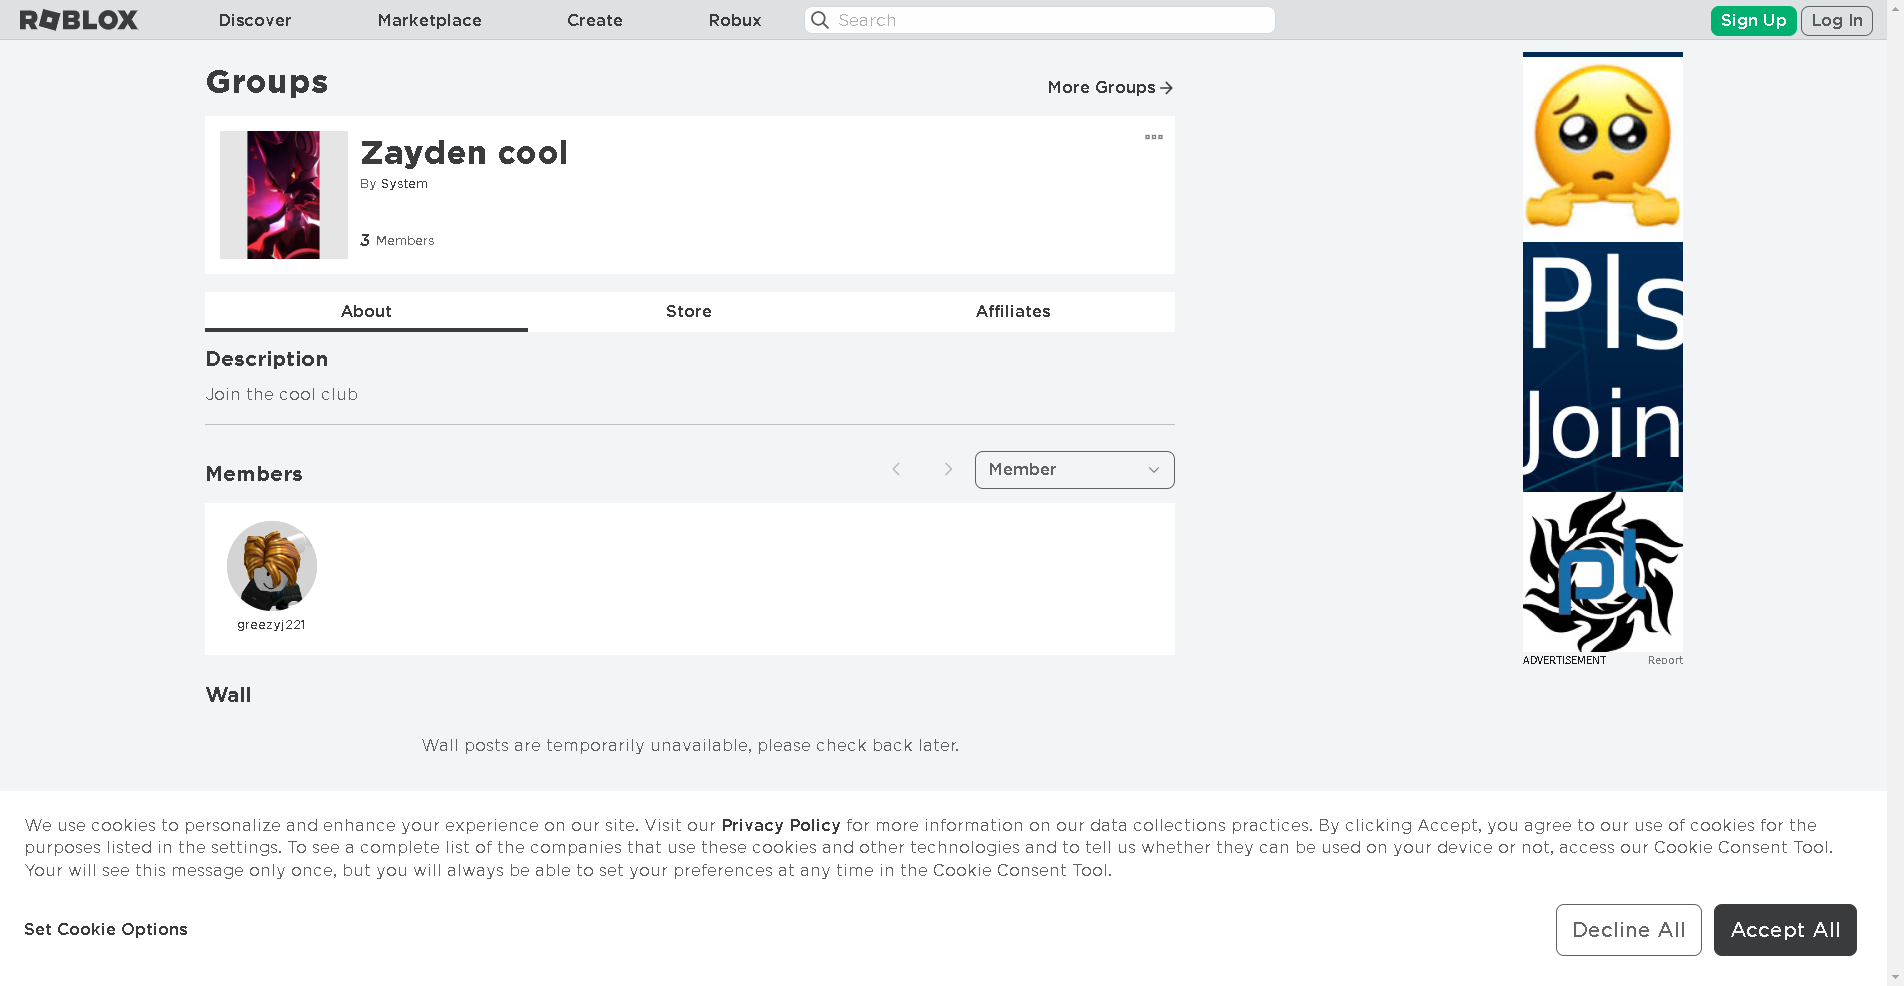 ROBLOX
Discover
Marketplace
Create
Robux
Search
Sign Up
Log In
Groups
More Groups
Zayden cool
By System
3 Members
About
Store
Affiliates
Description
Join the cool club
Members
Member
greezyj221
Wall
Wall posts are temporarily unavailable, please check back later.
Pls
Join
pl
ADVERTISEMENT
Report
We use cookies to personalize and enhance your experience on our site. Visit our Privacy Policy for more information on our data collections practices. By clicking Accept, you agree to our use of cookies for the
purposes listed in the settings. To see a complete list of the companies that use these cookies and other technologies and to tell us whether they can be used on your device or not, access our Cookie Consent Tool.
Your will see this message only once, but you will always be able to set your preferences at any time in the Cookie Consent Tool.
Set Cookie Options
Decline All
Accept All